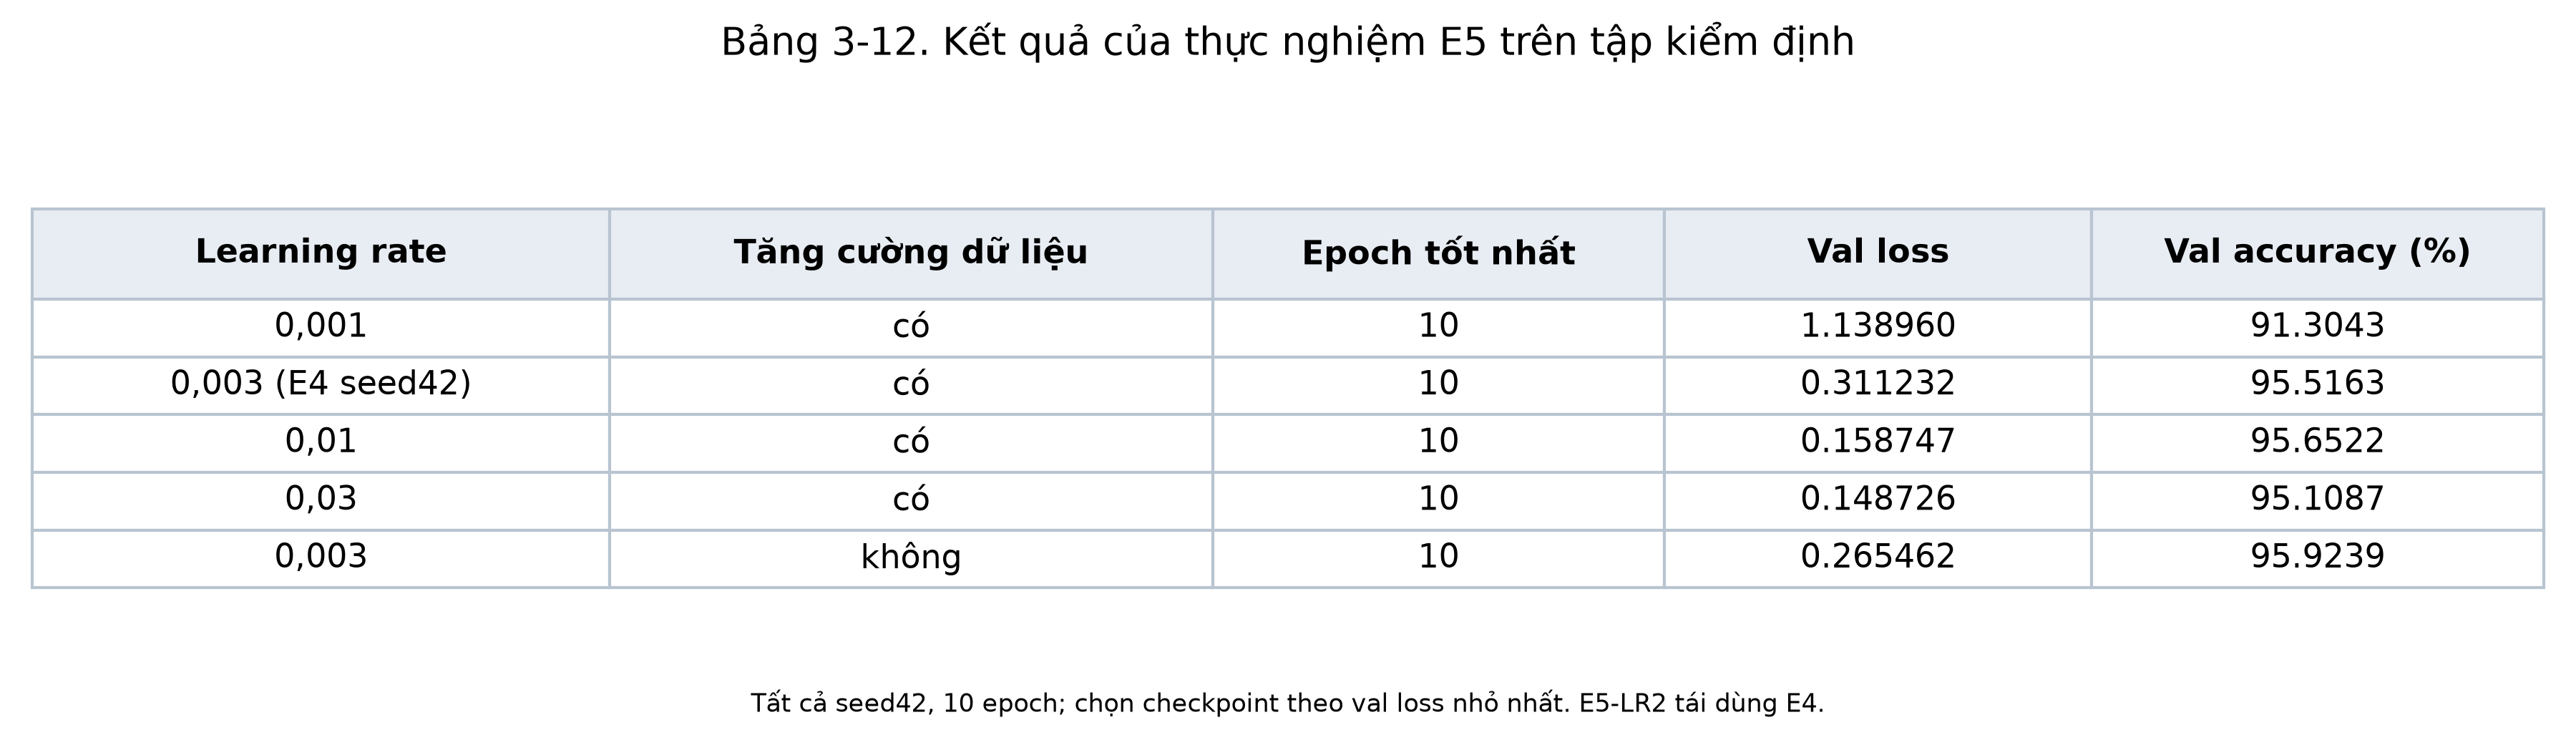 Bảng 3-12. Kết quả của thực nghiệm E5 trên tập kiểm định
Learning rate Tăng cường dữ liệu Epoch tốt nhất Val loss Val accuracy (%)
0,001 có 10 1.138960 91.3043
0,003 (E4 seed42) có 10 0.311232 95.5163
0,01 có 10 0.158747 95.6522
0,03 có 10 0.148726 95.1087
0,003 không 10 0.265462 95.9239
Tất cả seed42, 10 epoch; chọn checkpoint theo val loss nhỏ nhất. E5-LR2 tái dùng E4.